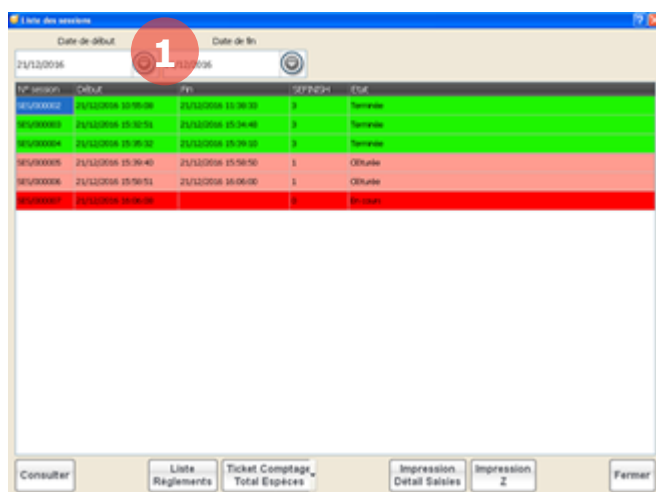 Liste des sessions
Date de début Date de fin
1
21/12/2016 /12/2016
N° session Début Fin SEFINISH Etat
SES/000002 21/12/2016 10:55:08 21/12/2016 11:38:33 3 Terminée
SES/000003 21/12/2016 15:32:51 21/12/2016 15:34:48 3 Terminée
SES/000004 21/12/2016 15:35:32 21/12/2016 15:39:10 3 Terminée
SES/000005 21/12/2016 15:39:40 21/12/2016 15:58:50 1 Clôturée
SES/000006 21/12/2016 15:58:51 21/12/2016 16:06:00 1 Clôturée
SES/000007 21/12/2016 0 En cours
Consulter
Liste
Règlements
Ticket Comptage
Total Espèces
Impression
Détail Saisies
Impression
Z
Fermer